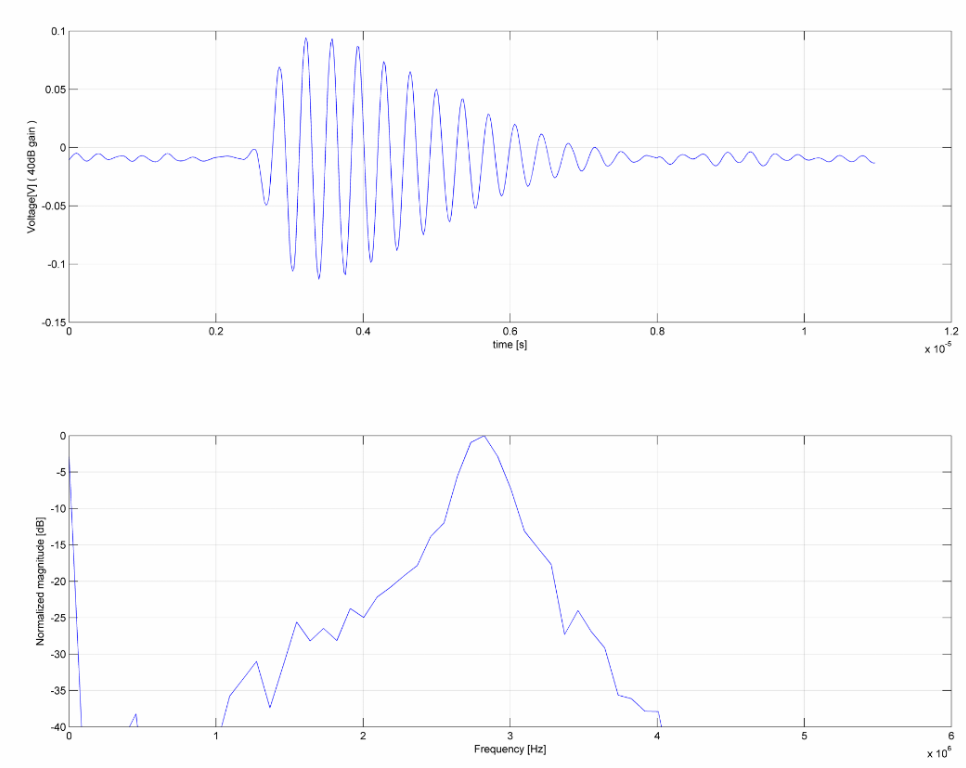 0.1
0.05
0
-0.05
-0.1
-0.15
Voltage[V] ( 40dB gain )
0 0.2 0.4 0.6 0.8 1 1.2
time [s]
x 10^-5
0
-5
-10
-15
-20
-25
-30
-35
-40
Normalized magnitude [dB]
0 1 2 3 4 5 6
Frequency [Hz]
x 10^6